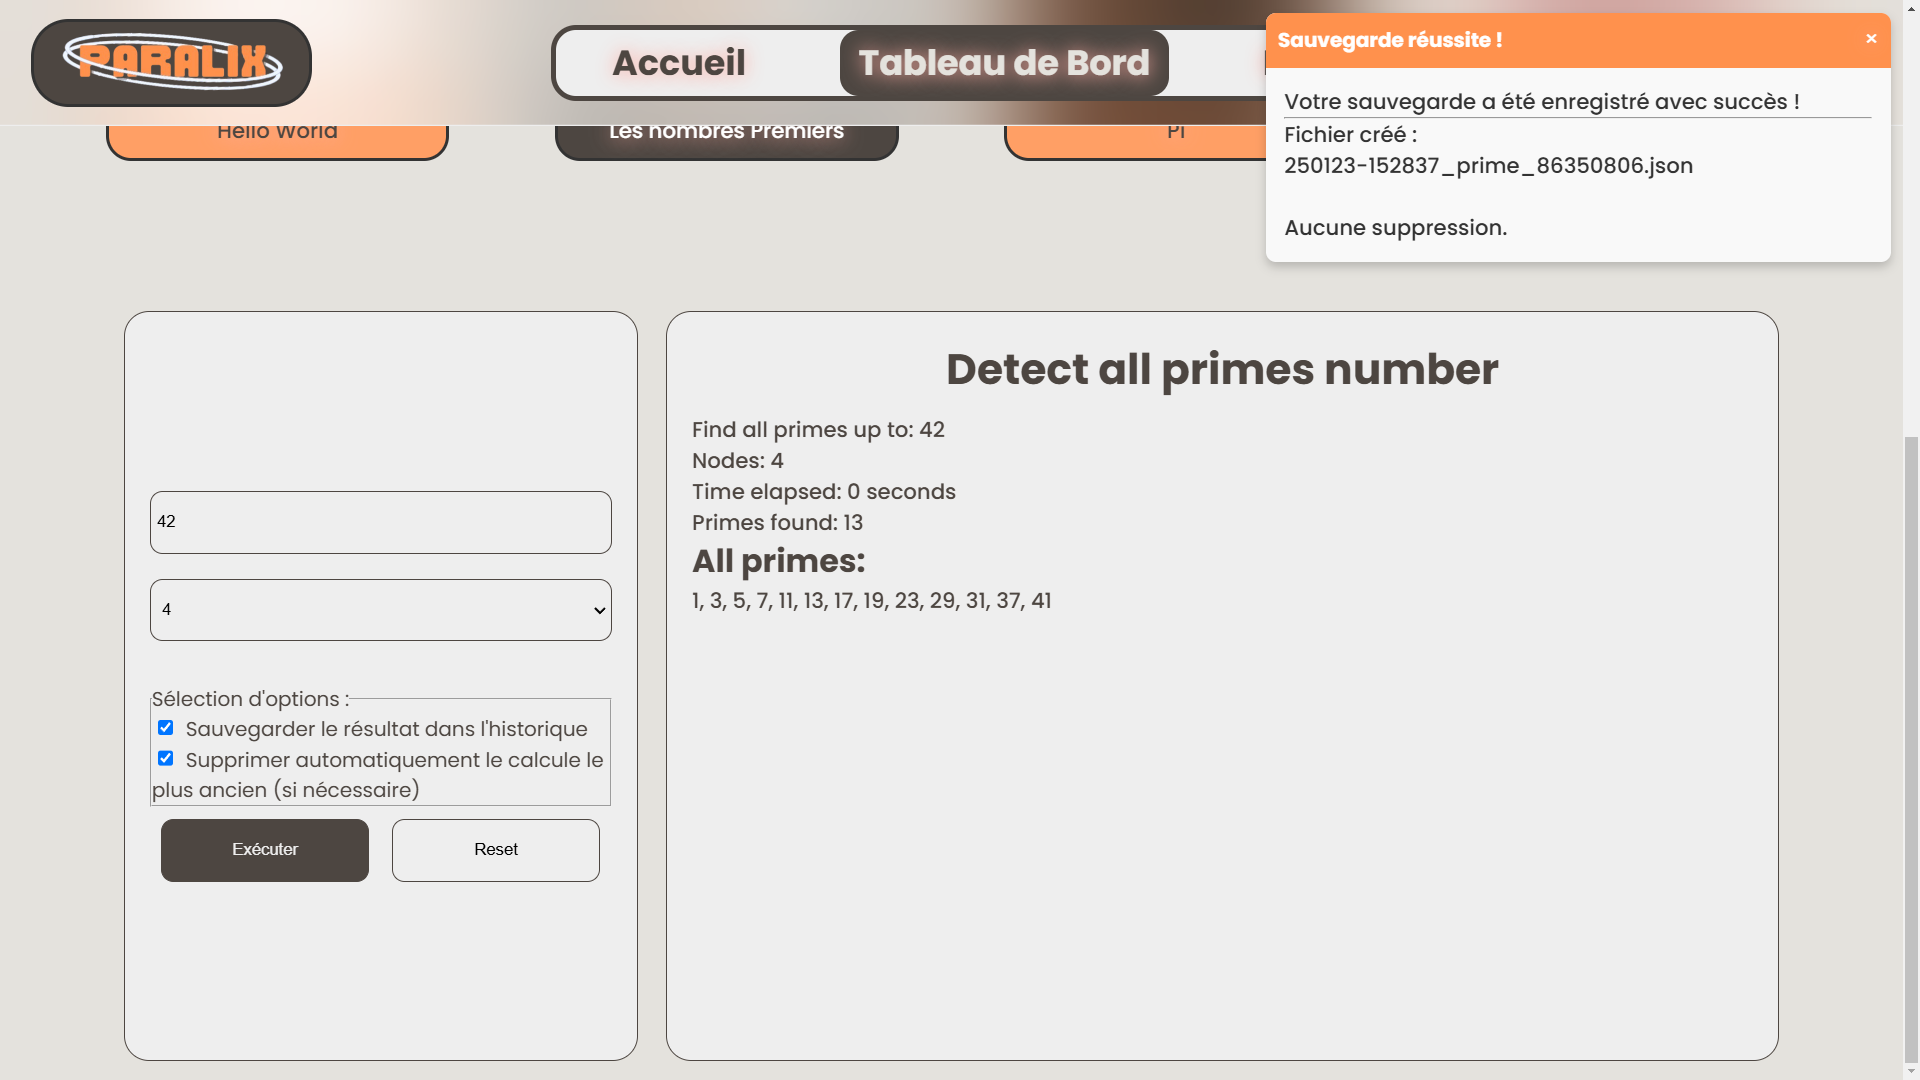 PARALIX
Accueil
Tableau de Bord
Sauvegarde réussite !
×
Votre sauvegarde a été enregistré avec succès !
Fichier créé :
250123-152837_prime_86350806.json
Aucune suppression.
Hello World
Les nombres Premiers
Pi
42
4
Sélection d'options :
Sauvegarder le résultat dans l'historique
Supprimer automatiquement le calcule le
plus ancien (si nécessaire)
Exécuter
Reset
Detect all primes number
Find all primes up to: 42
Nodes: 4
Time elapsed: 0 seconds
Primes found: 13
All primes:
1, 3, 5, 7, 11, 13, 17, 19, 23, 29, 31, 37, 41